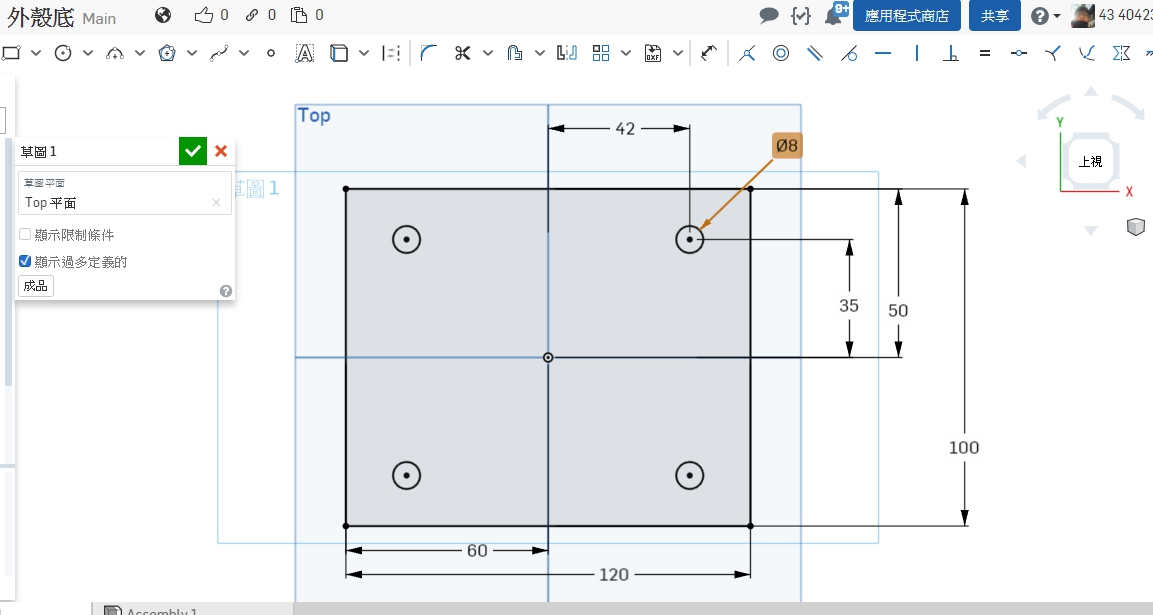 外殼底 Main 0 0 0 9+ 應用程式商店 共享 43 40423
DXF
Top
42
Ø8
草圖 1
草圖 1
草圖平面
Top 平面
顯示限制條件
顯示過多定義的
成品
Y
上視
X
35
50
100
60
120
Assembly 1